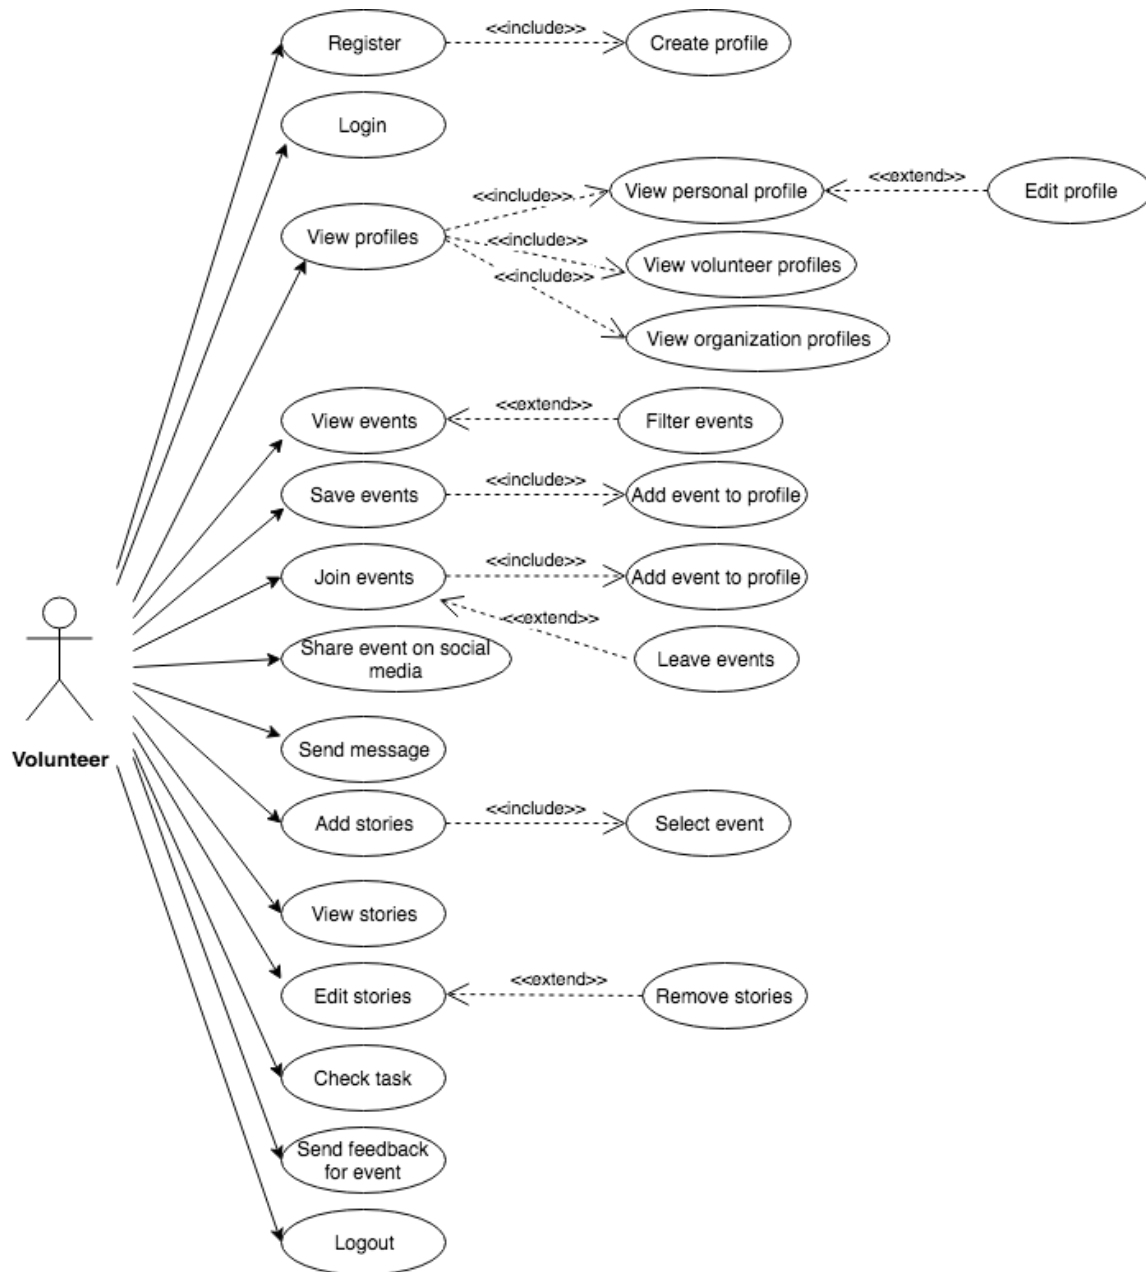 Register
<<include>>
Create profile
Login
View profiles
<<include>>
View personal profile
<<extend>>
Edit profile
<<include>>
View volunteer profiles
<<include>>
View organization profiles
View events
<<extend>>
Filter events
Save events
<<include>>
Add event to profile
Join events
<<include>>
Add event to profile
<<extend>>
Leave events
Share event on social
media
Volunteer
Send message
Add stories
<<include>>
Select event
View stories
Edit stories
<<extend>>
Remove stories
Check task
Send feedback
for event
Logout